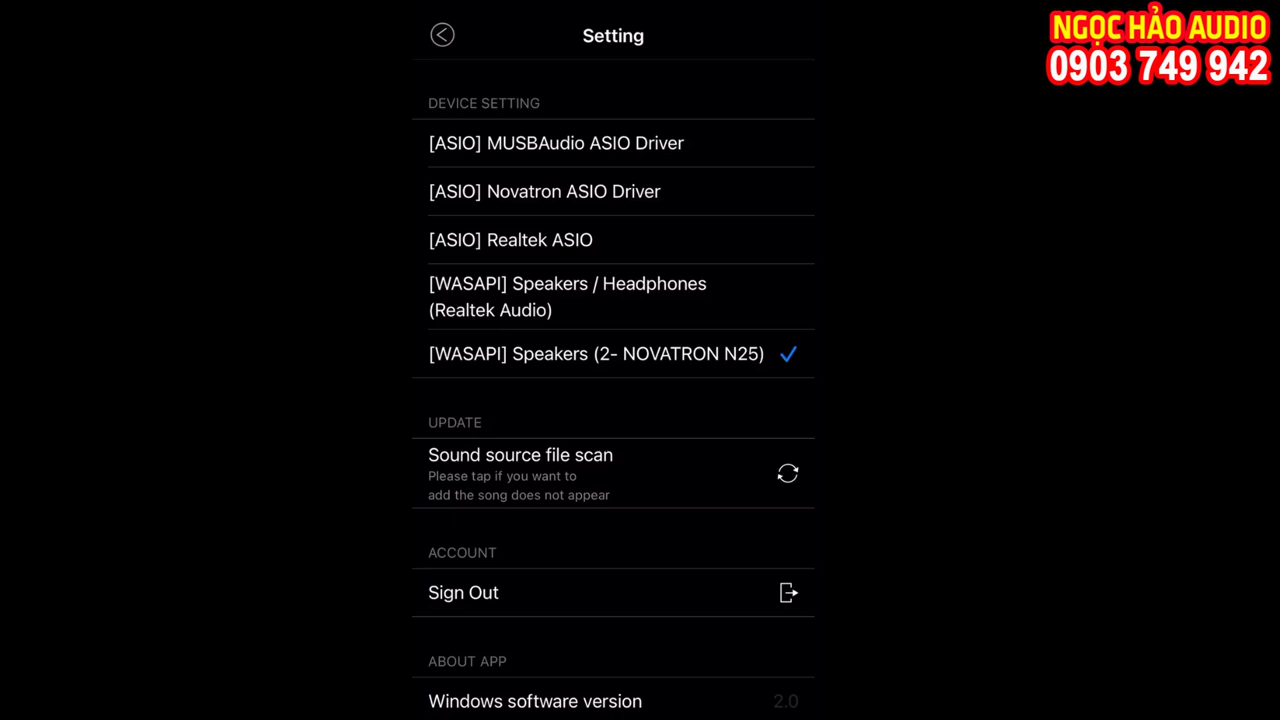 NGỌC HẢO AUDIO
0903 749 942
Setting
DEVICE SETTING
[ASIO] MUSBAudio ASIO Driver
[ASIO] Novatron ASIO Driver
[ASIO] Realtek ASIO
[WASAPI] Speakers / Headphones
(Realtek Audio)
[WASAPI] Speakers (2- NOVATRON N25)
UPDATE
Sound source file scan
Please tap if you want to
add the song does not appear
ACCOUNT
Sign Out
ABOUT APP
Windows software version 2.0